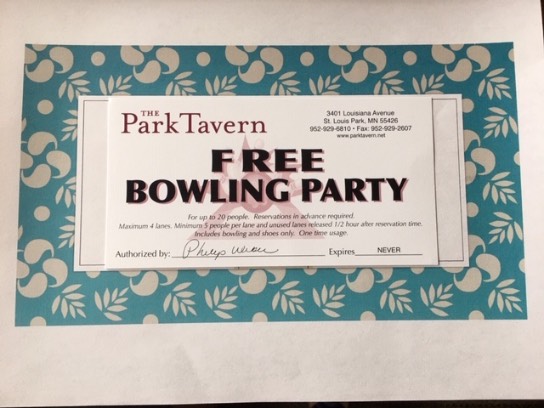 THE
Park Tavern
3401 Louisiana Avenue
St. Louis Park, MN 55426
952-929-6810 • Fax: 952-929-2607
www.parktavern.net
FREE
BOWLING PARTY
For up to 20 people. Reservations in advance required.
Maximum 4 lanes. Minimum 5 people per lane and unused lanes released 1/2 hour after reservation time.
Includes bowling and shoes only. One time usage.
Authorized by: Philip Expires NEVER